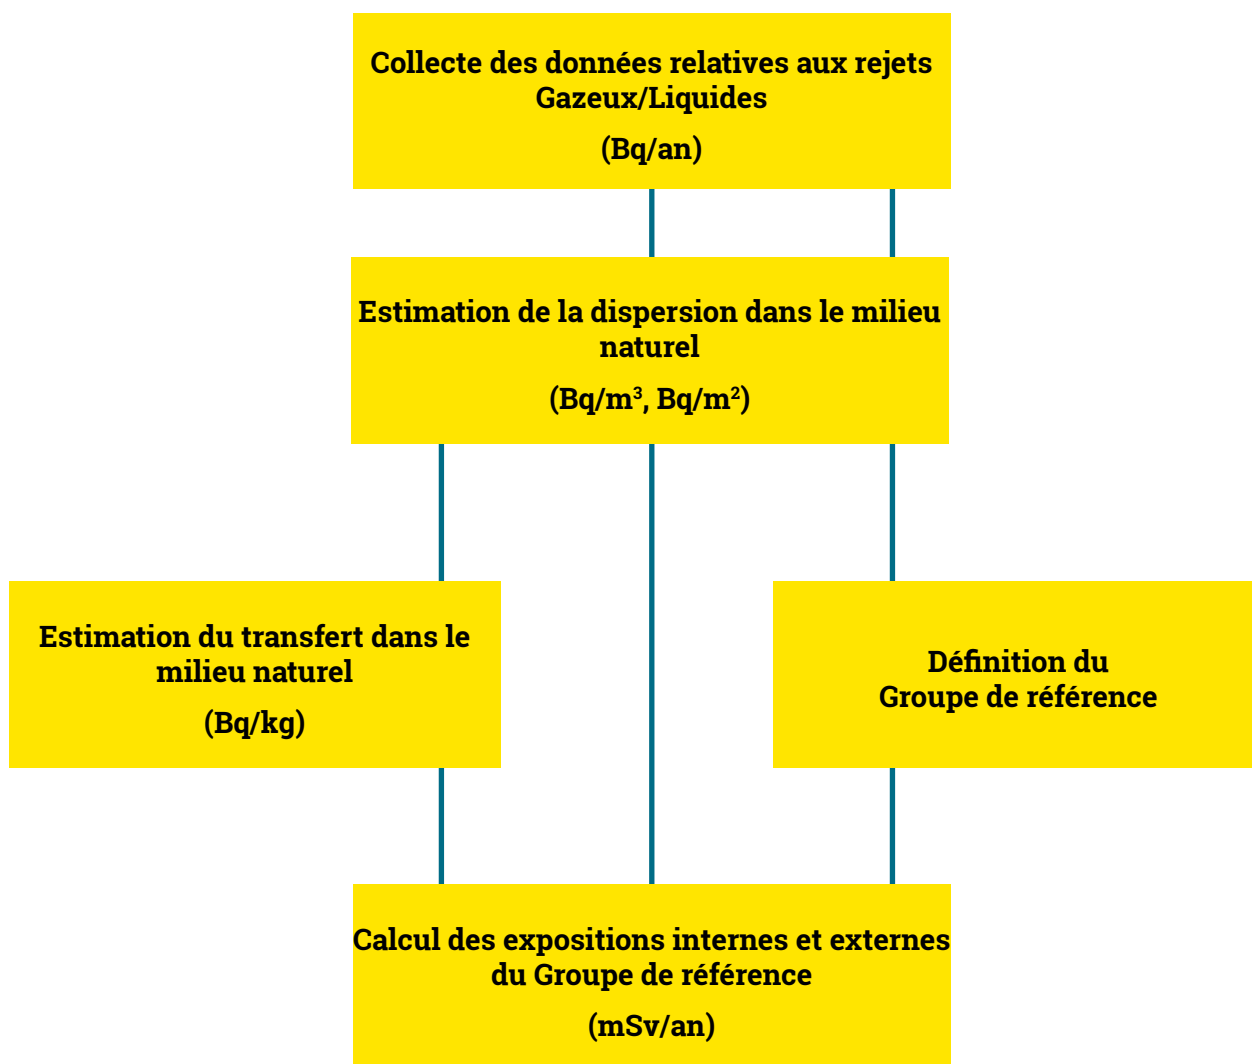 Collecte des données relatives aux rejets
Gazeux/Liquides
(Bq/an)
Estimation de la dispersion dans le milieu
naturel
(Bq/m³, Bq/m²)
Estimation du transfert dans le
milieu naturel
(Bq/kg)
Définition du
Groupe de référence
Calcul des expositions internes et externes
du Groupe de référence
(mSv/an)